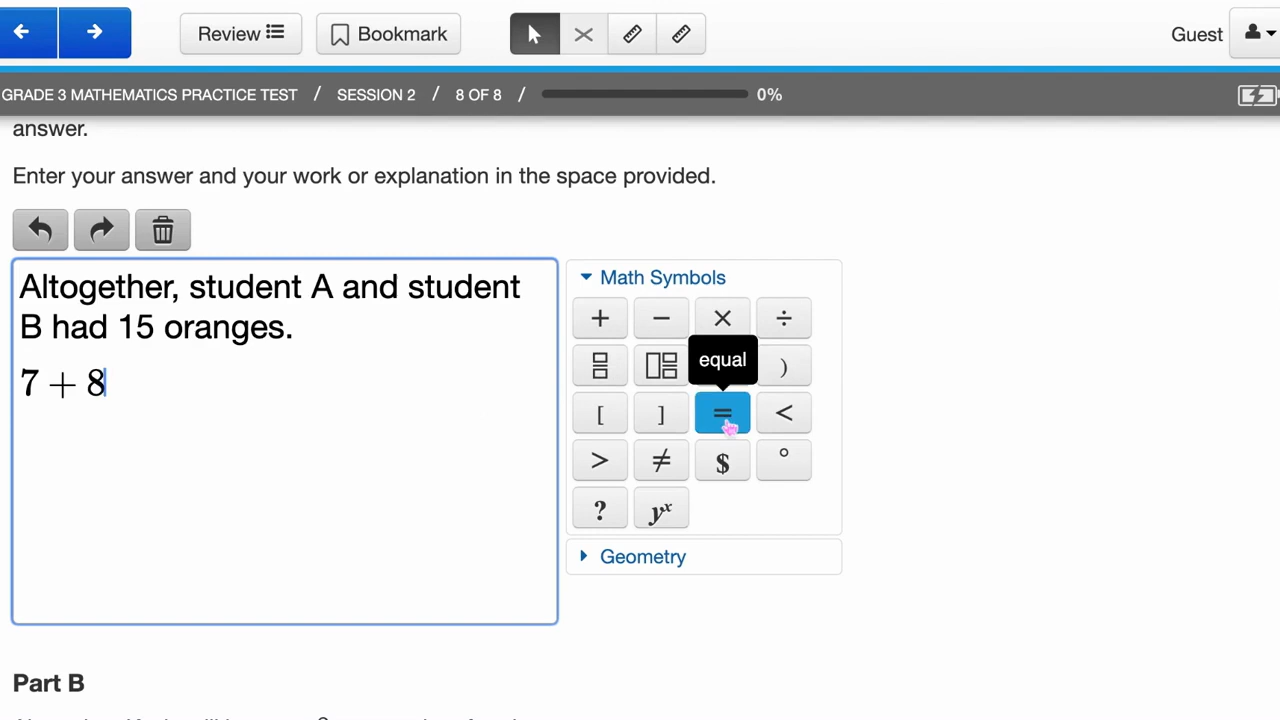 Review Bookmark Guest
GRADE 3 MATHEMATICS PRACTICE TEST / SESSION 2 / 8 OF 8 / 0%
answer.
Enter your answer and your work or explanation in the space provided.
Altogether, student A and student
B had 15 oranges.
7 + 8
Math Symbols
+ − × ÷
equal )
[ ] = <
> ≠ $ °
? yˣ
Geometry
Part B